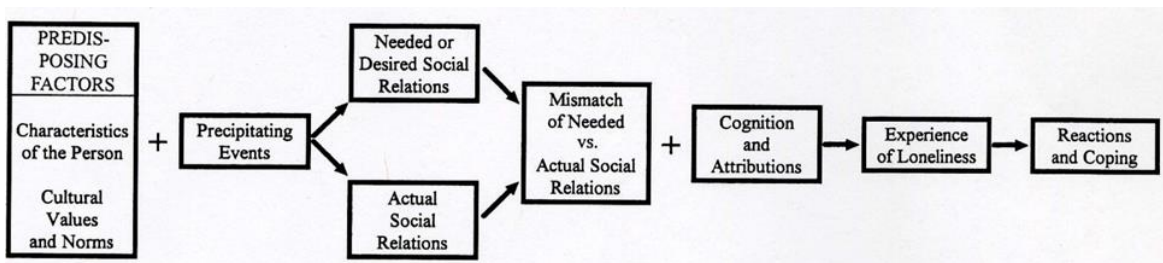 PREDIS-
POSING
FACTORS
Characteristics
of the Person
Cultural
Values
and Norms
+
Precipitating
Events
Needed or
Desired Social
Relations
Actual
Social
Relations
Mismatch
of Needed
vs.
Actual Social
Relations
+
Cognition
and
Attributions
Experience
of Loneliness
Reactions
and Coping